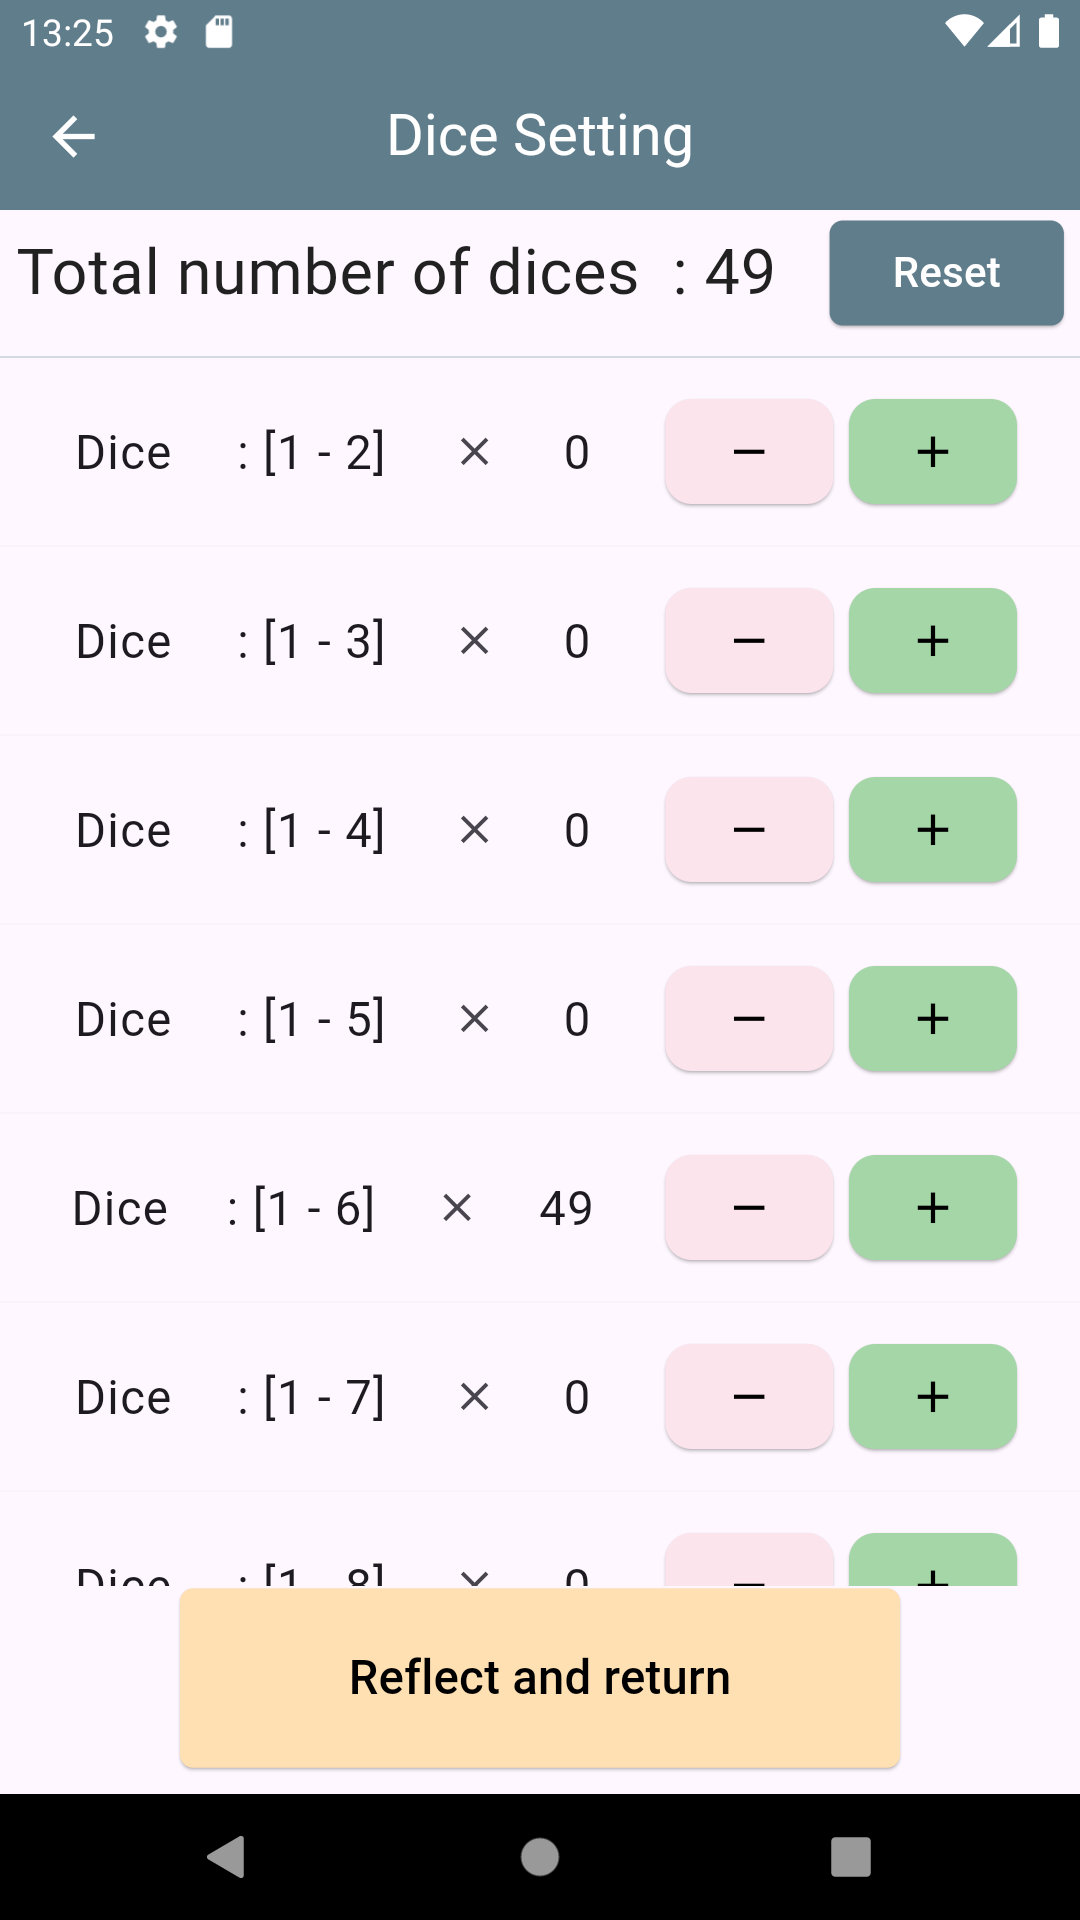 13:25
Dice Setting
Total number of dices : 49 Reset
Dice : [1 - 2] × 0 − +
Dice : [1 - 3] × 0 − +
Dice : [1 - 4] × 0 − +
Dice : [1 - 5] × 0 − +
Dice : [1 - 6] × 49 − +
Dice : [1 - 7] × 0 − +
Dice : [1 - 8] × 0 − +
Reflect and return